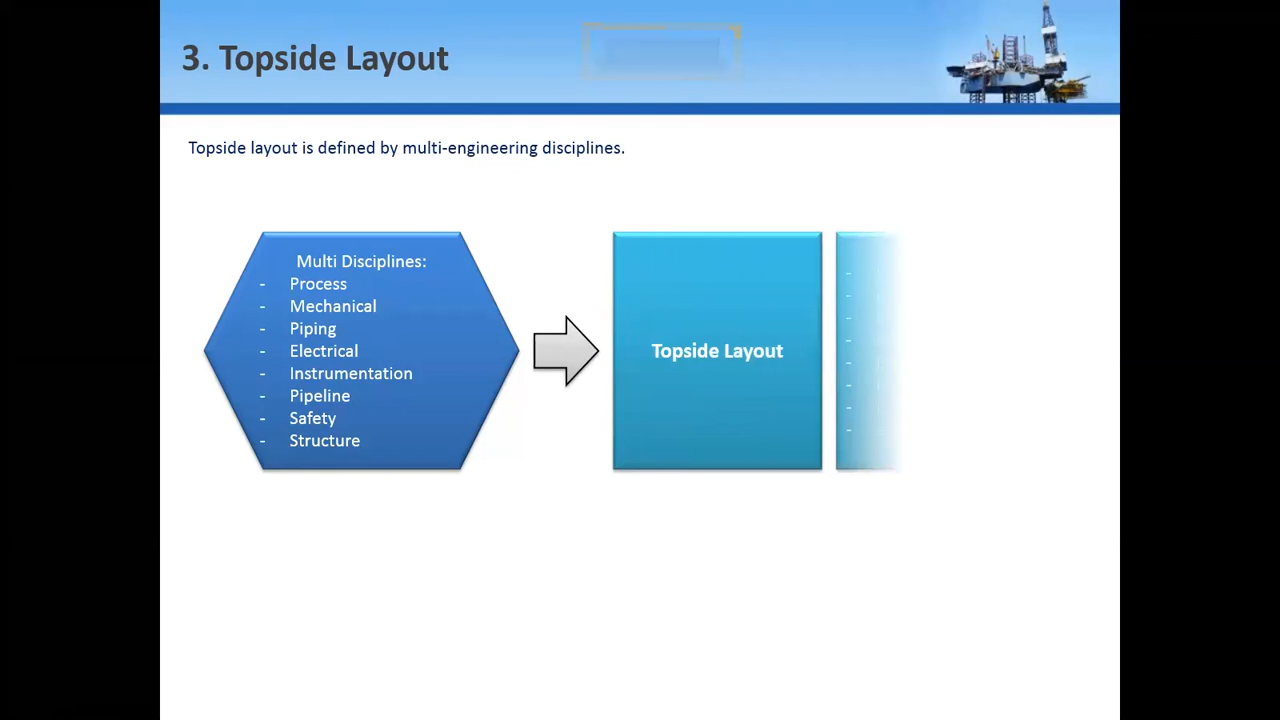 3. Topside Layout
Topside layout is defined by multi-engineering disciplines.
Multi Disciplines:
- Process
- Mechanical
- Piping
- Electrical
- Instrumentation
- Pipeline
- Safety
- Structure
Topside Layout
-
-
-
-
-
-
-
-